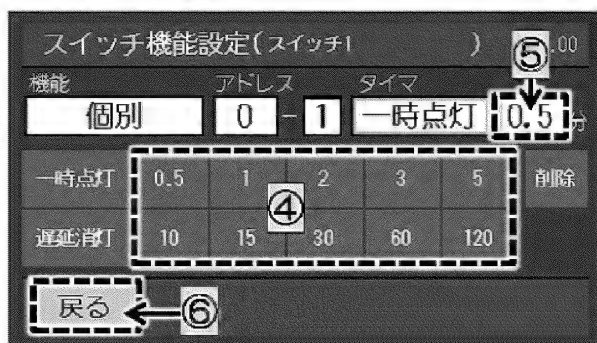 スイッチ機能設定(スイッチ1 ) ⑤.00
機能 アドレス タイマ
個別 0 - 1 一時点灯 0.5 分
一時点灯 0.5 1 2 3 5 削除
④
遅延消灯 10 15 30 60 120
戻る ⑥